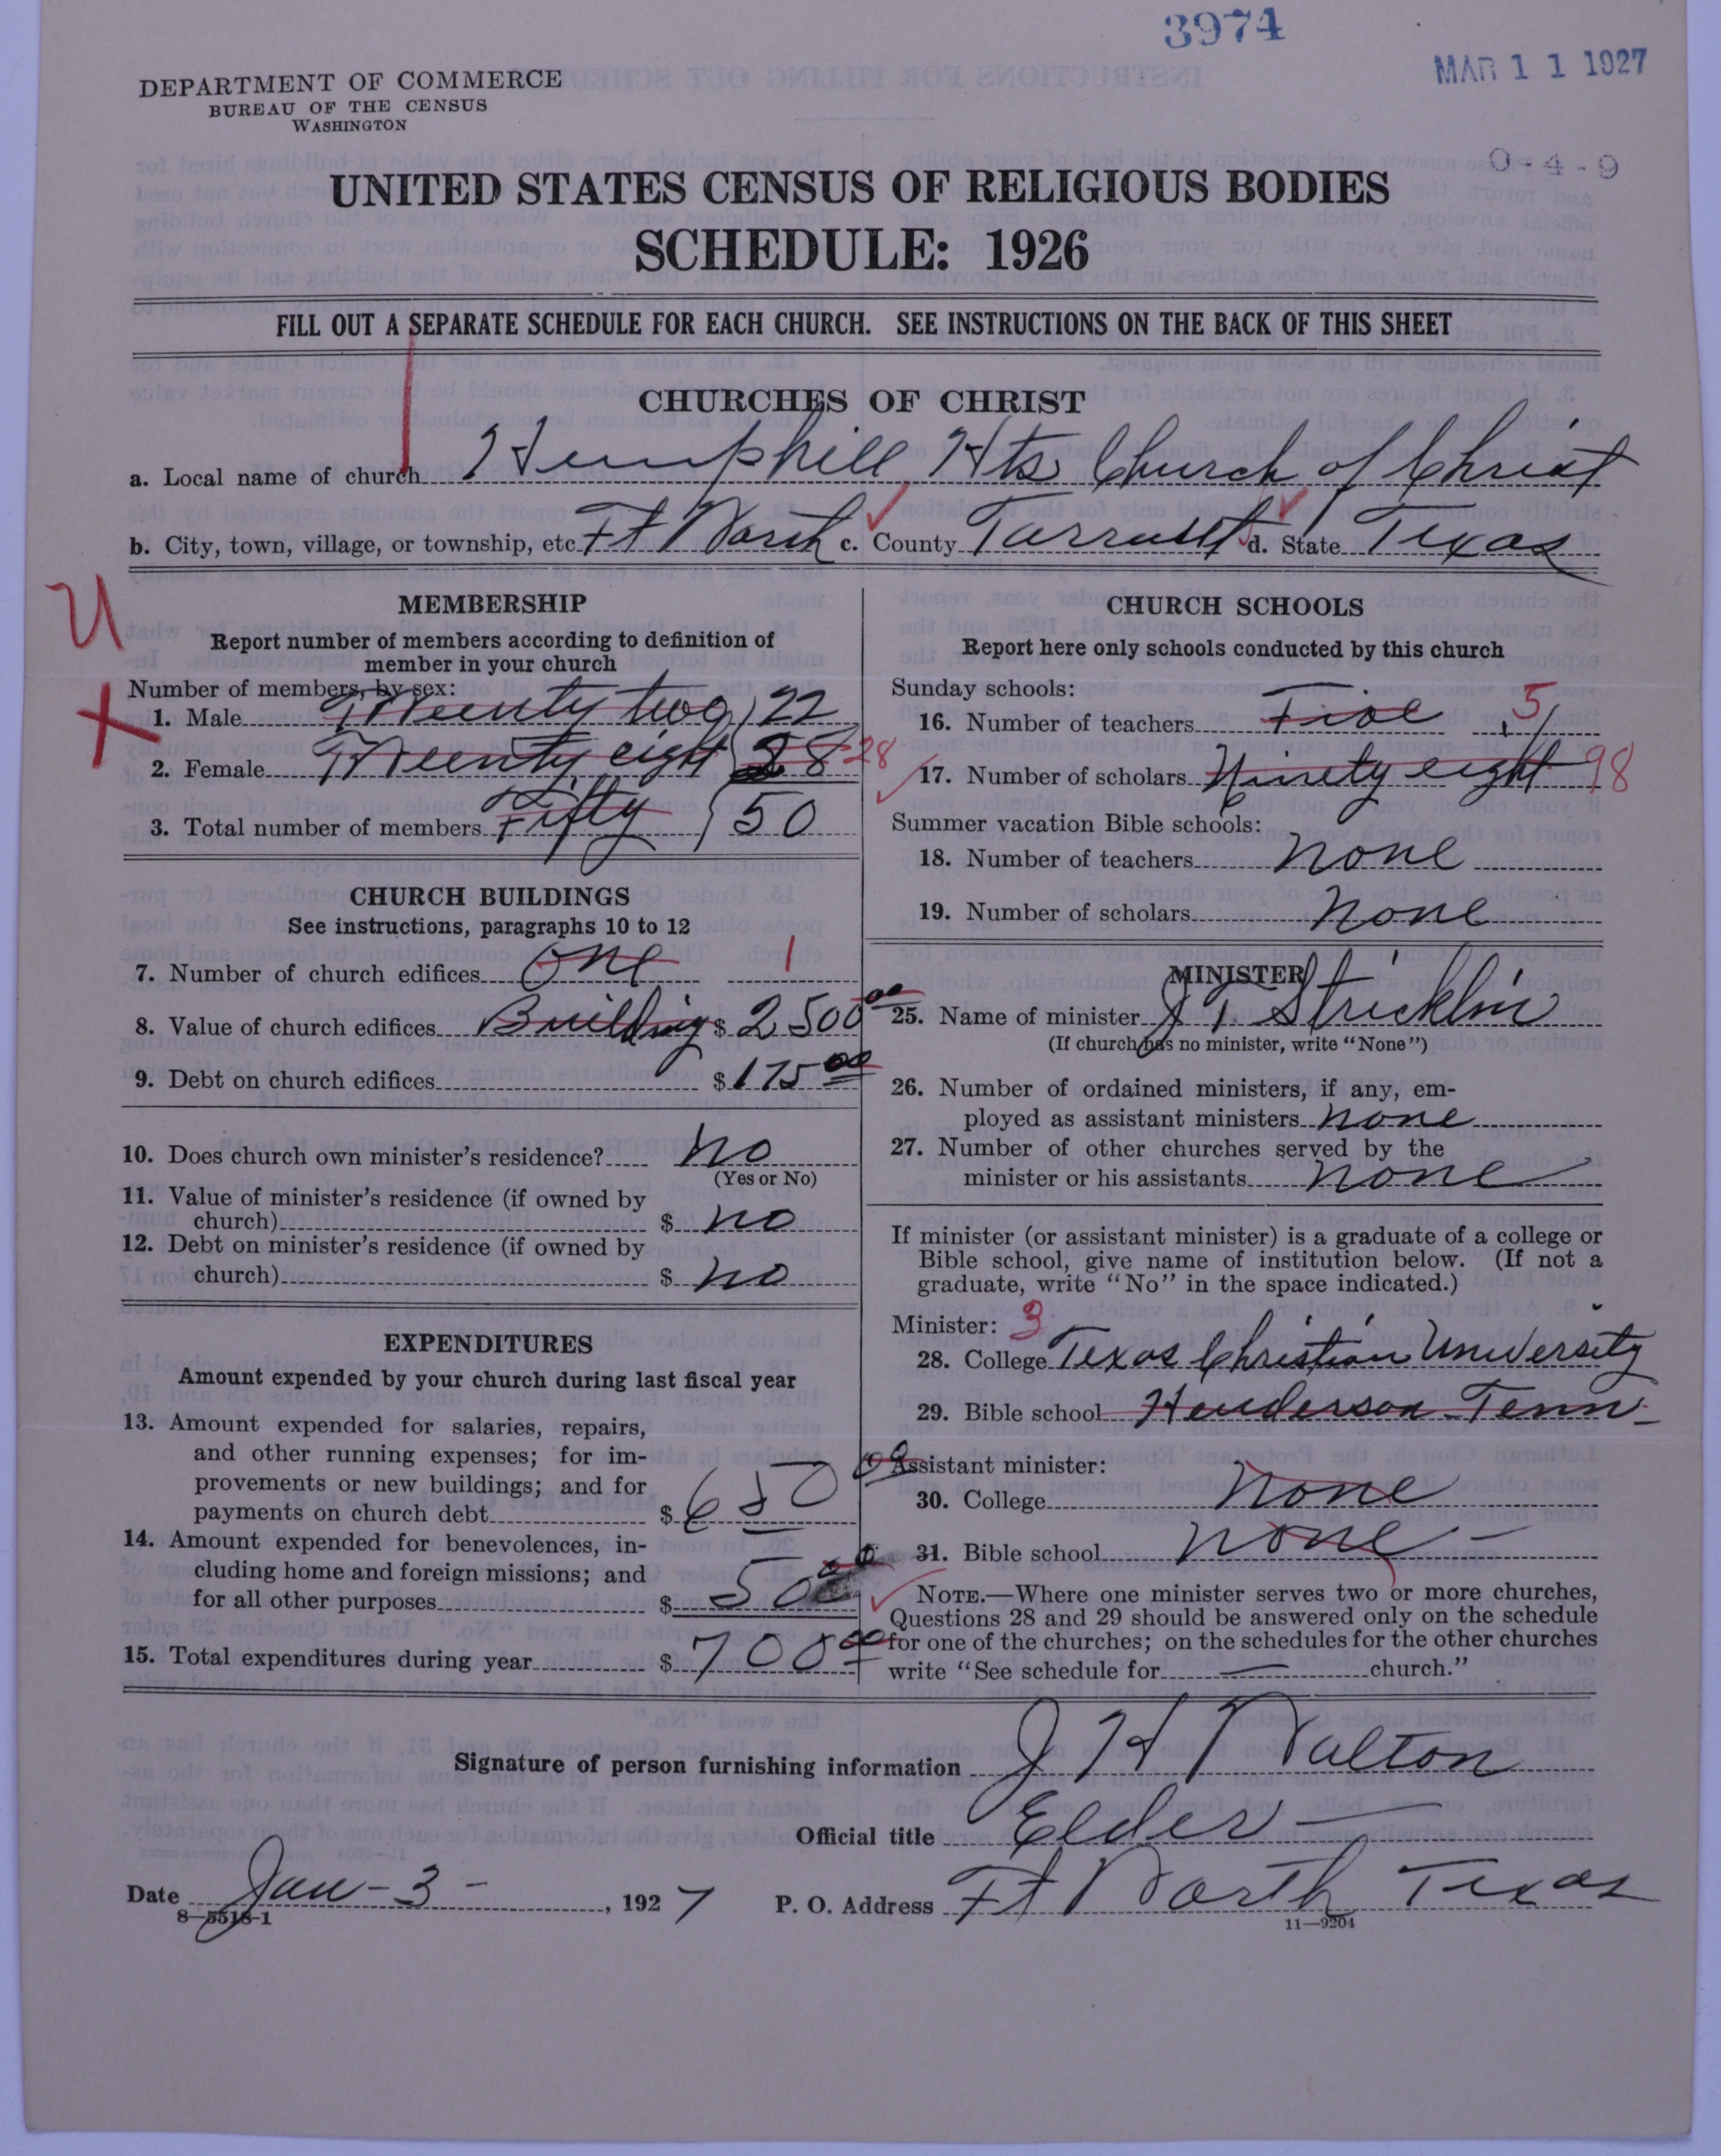 3974
MAR 11 1927
DEPARTMENT OF COMMERCE
BUREAU OF THE CENSUS
WASHINGTON
0-4-9
UNITED STATES CENSUS OF RELIGIOUS BODIES
SCHEDULE: 1926
FILL OUT A SEPARATE SCHEDULE FOR EACH CHURCH. SEE INSTRUCTIONS ON THE BACK OF THIS SHEET
CHURCHES OF CHRIST
a. Local name of church Hemphill Hts Church of Christ
b. City, town, village, or township, etc. Ft Worth c. County Tarrant d. State Texas
U
X
MEMBERSHIP
Report number of members according to definition of
member in your church
Number of members, by sex:
1. Male Twenty two 22
2. Female Twenty eight 28 28
3. Total number of members Fifty 50
CHURCH BUILDINGS
See instructions, paragraphs 10 to 12
7. Number of church edifices One 1
8. Value of church edifices Building $ 2500 00
9. Debt on church edifices $ 175 00
10. Does church own minister's residence? no
(Yes or No)
11. Value of minister's residence (if owned by
church) $ no
12. Debt on minister's residence (if owned by
church) $ no
EXPENDITURES
Amount expended by your church during last fiscal year
13. Amount expended for salaries, repairs,
and other running expenses; for im-
provements or new buildings; and for
payments on church debt $ 650 00
14. Amount expended for benevolences, in-
cluding home and foreign missions; and
for all other purposes $ 50
15. Total expenditures during year $ 700 00
CHURCH SCHOOLS
Report here only schools conducted by this church
Sunday schools:
16. Number of teachers Five 5
17. Number of scholars Ninety eight 98
Summer vacation Bible schools:
18. Number of teachers none
19. Number of scholars none
MINISTER
25. Name of minister J. T. Stricklin
(If church has no minister, write "None")
26. Number of ordained ministers, if any, em-
ployed as assistant ministers none
27. Number of other churches served by the
minister or his assistants none
If minister (or assistant minister) is a graduate of a college or
Bible school, give name of institution below. (If not a
graduate, write "No" in the space indicated.)
Minister: 3
28. College Texas Christian University
29. Bible school Henderson Tenn.
Assistant minister:
30. College none
31. Bible school none
NOTE.—Where one minister serves two or more churches,
Questions 28 and 29 should be answered only on the schedule
for one of the churches; on the schedules for the other churches
write "See schedule for — church."
Signature of person furnishing information J H Walton
Official title Elder
Date Jan - 3 -, 1927 P. O. Address Ft Worth Texas
8—5518-1
11—9204